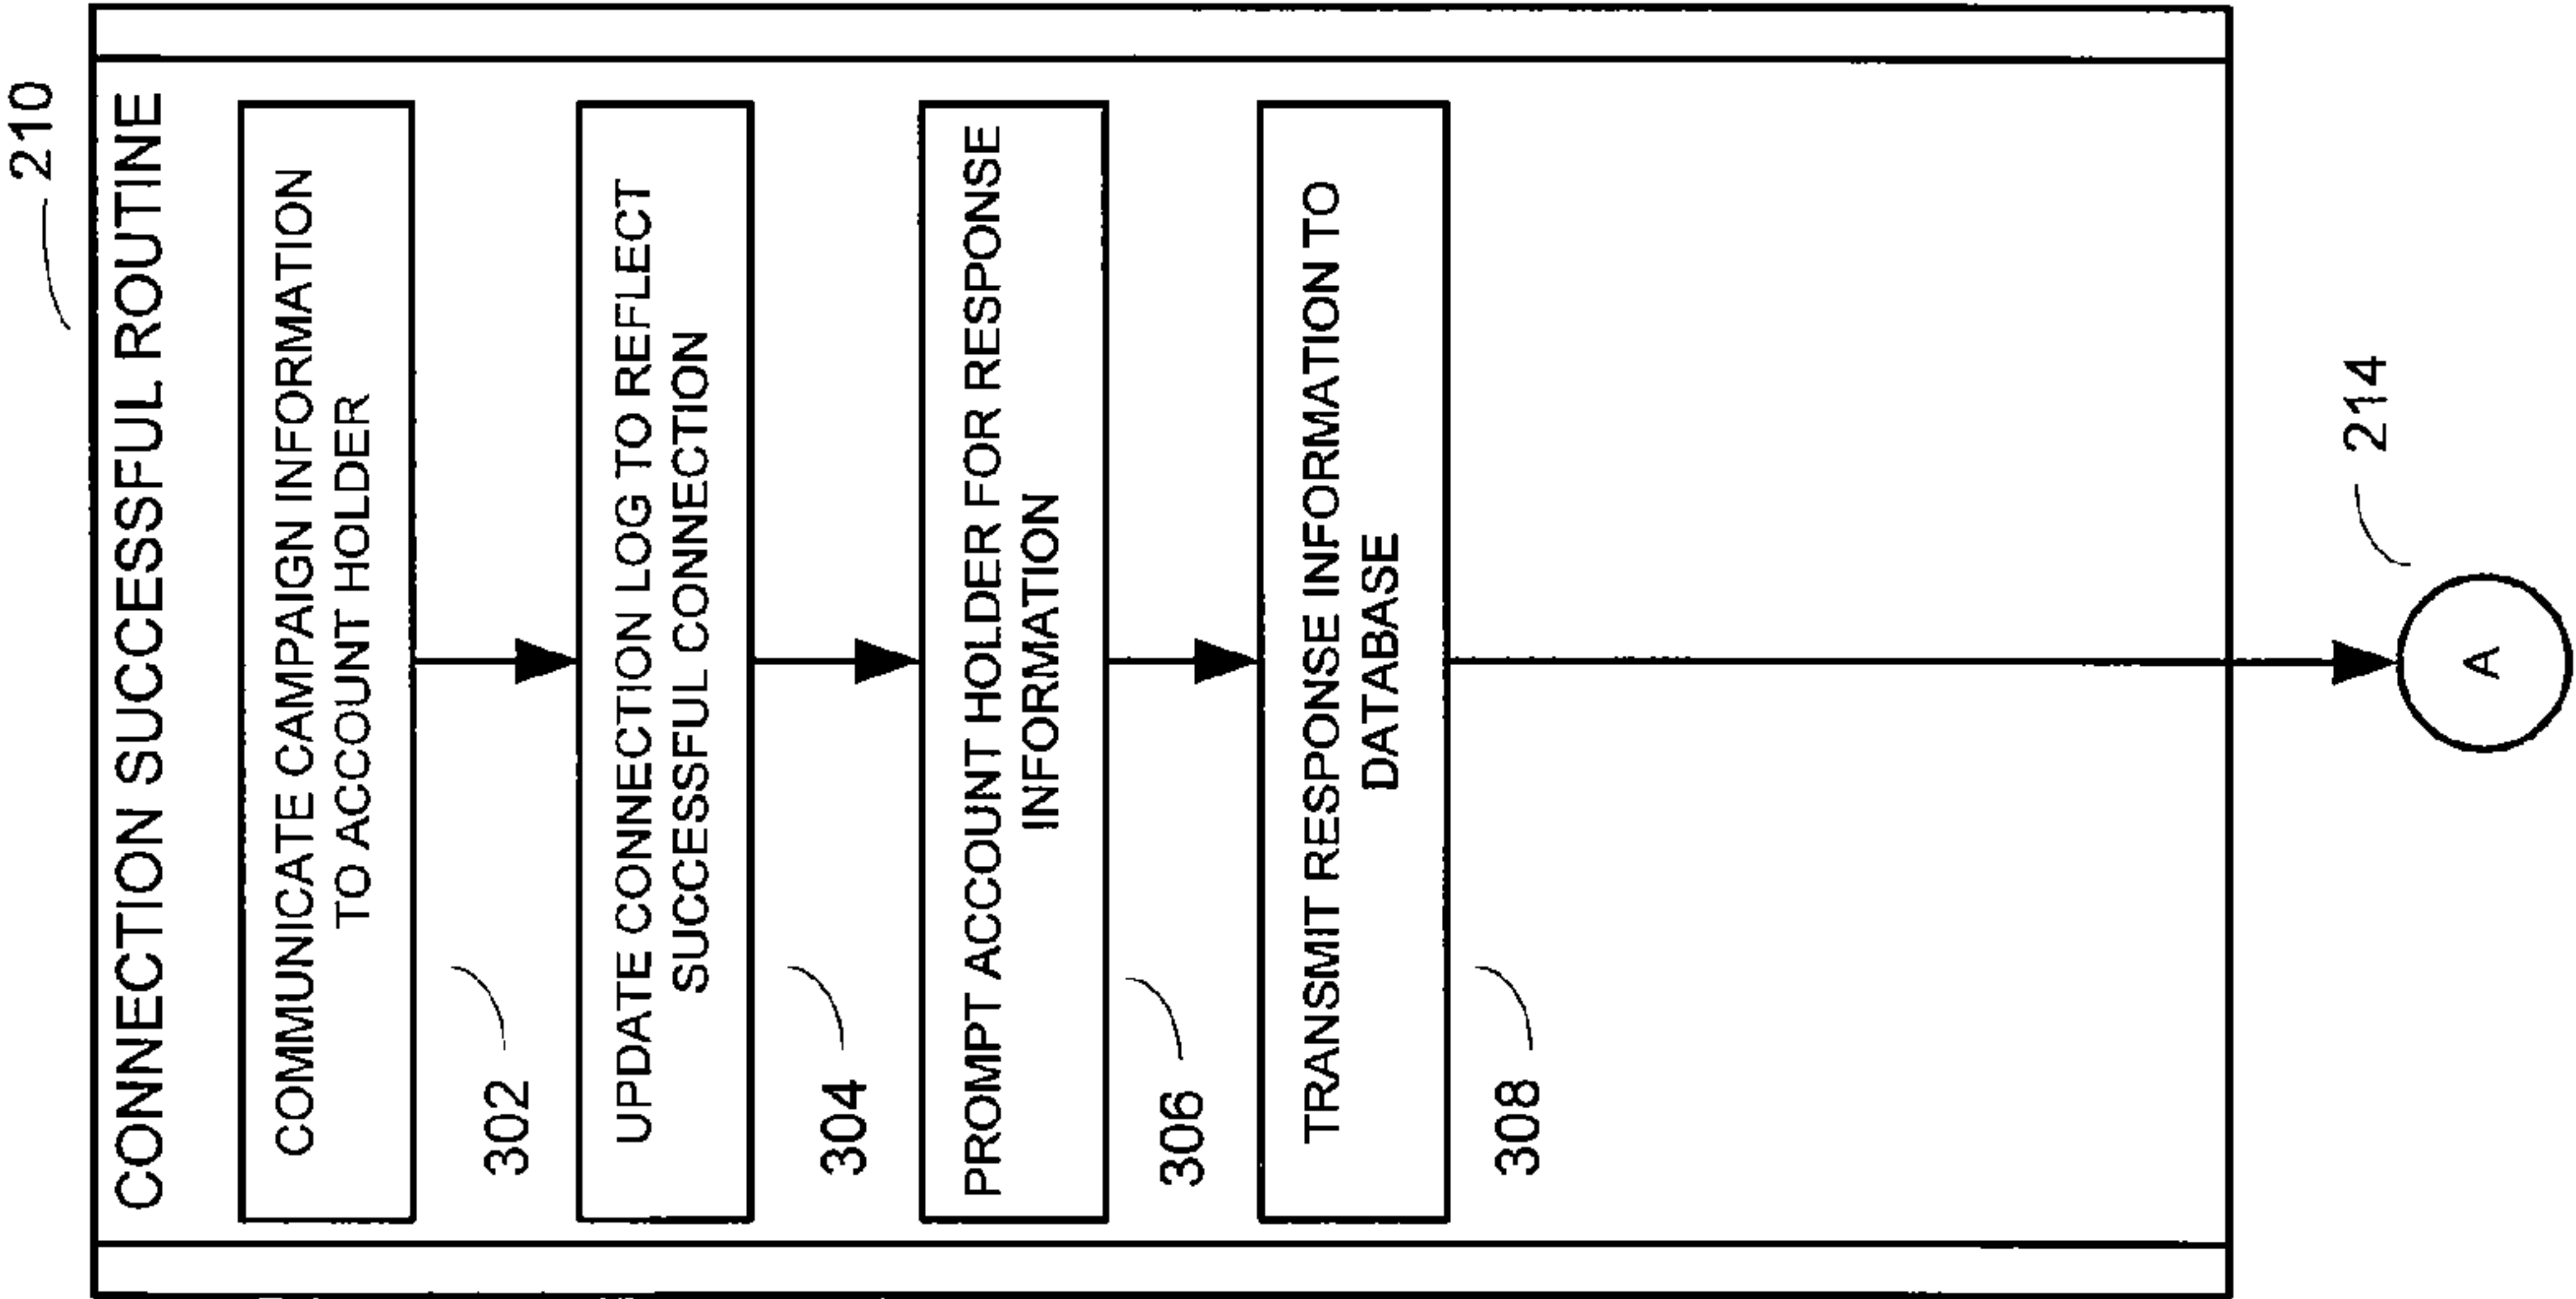 210
CONNECTION SUCCESSFUL ROUTINE
COMMUNICATE CAMPAIGN INFORMATION
TO ACCOUNT HOLDER
302
UPDATE CONNECTION LOG TO REFLECT
SUCCESSFUL CONNECTION
304
PROMPT ACCOUNT HOLDER FOR RESPONSE
INFORMATION
306
TRANSMIT RESPONSE INFORMATION TO
DATABASE
308
214
A